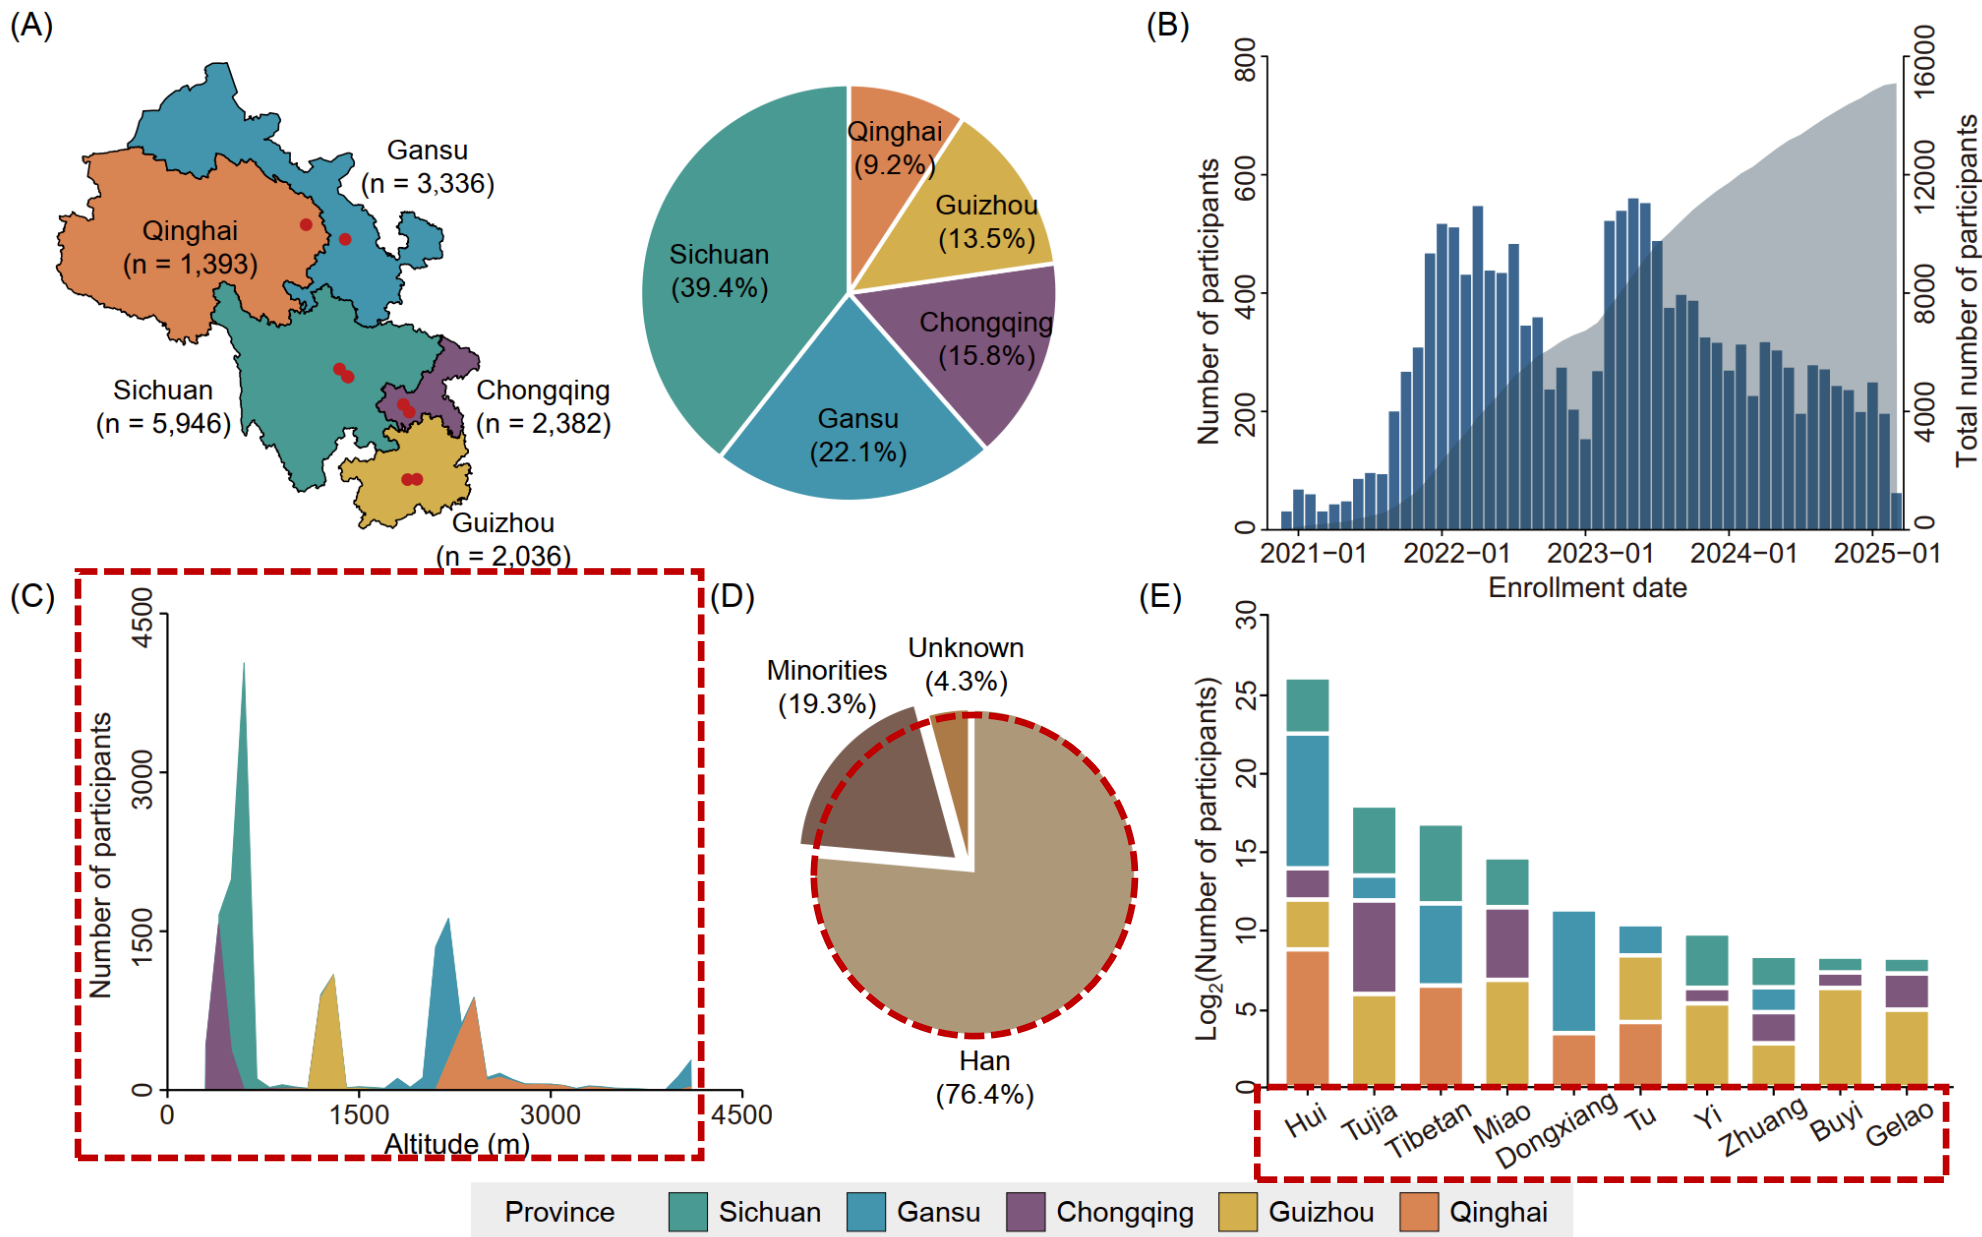 (A)
Gansu
(n = 3,336)
Qinghai
(n = 1,393)
Sichuan
(n = 5,946)
Chongqing
(n = 2,382)
Guizhou
(n = 2,036)
Qinghai
(9.2%)
Guizhou
(13.5%)
Chongqing
(15.8%)
Gansu
(22.1%)
Sichuan
(39.4%)
(B)
Number of participants
800
600
400
200
0
Total number of participants
16000
12000
8000
4000
0
2021−01 2022−01 2023−01 2024−01 2025−01
Enrollment date
(C)
Number of participants
4500
3000
1500
0
0 1500 3000 4500
Altitude (m)
(D)
Unknown
(4.3%)
Minorities
(19.3%)
Han
(76.4%)
(E)
Log2(Number of participants)
30
25
20
15
10
5
0
Hui Tujia Tibetan Miao Dongxiang Tu Yi Zhuang Buyi Gelao
Province Sichuan Gansu Chongqing Guizhou Qinghai